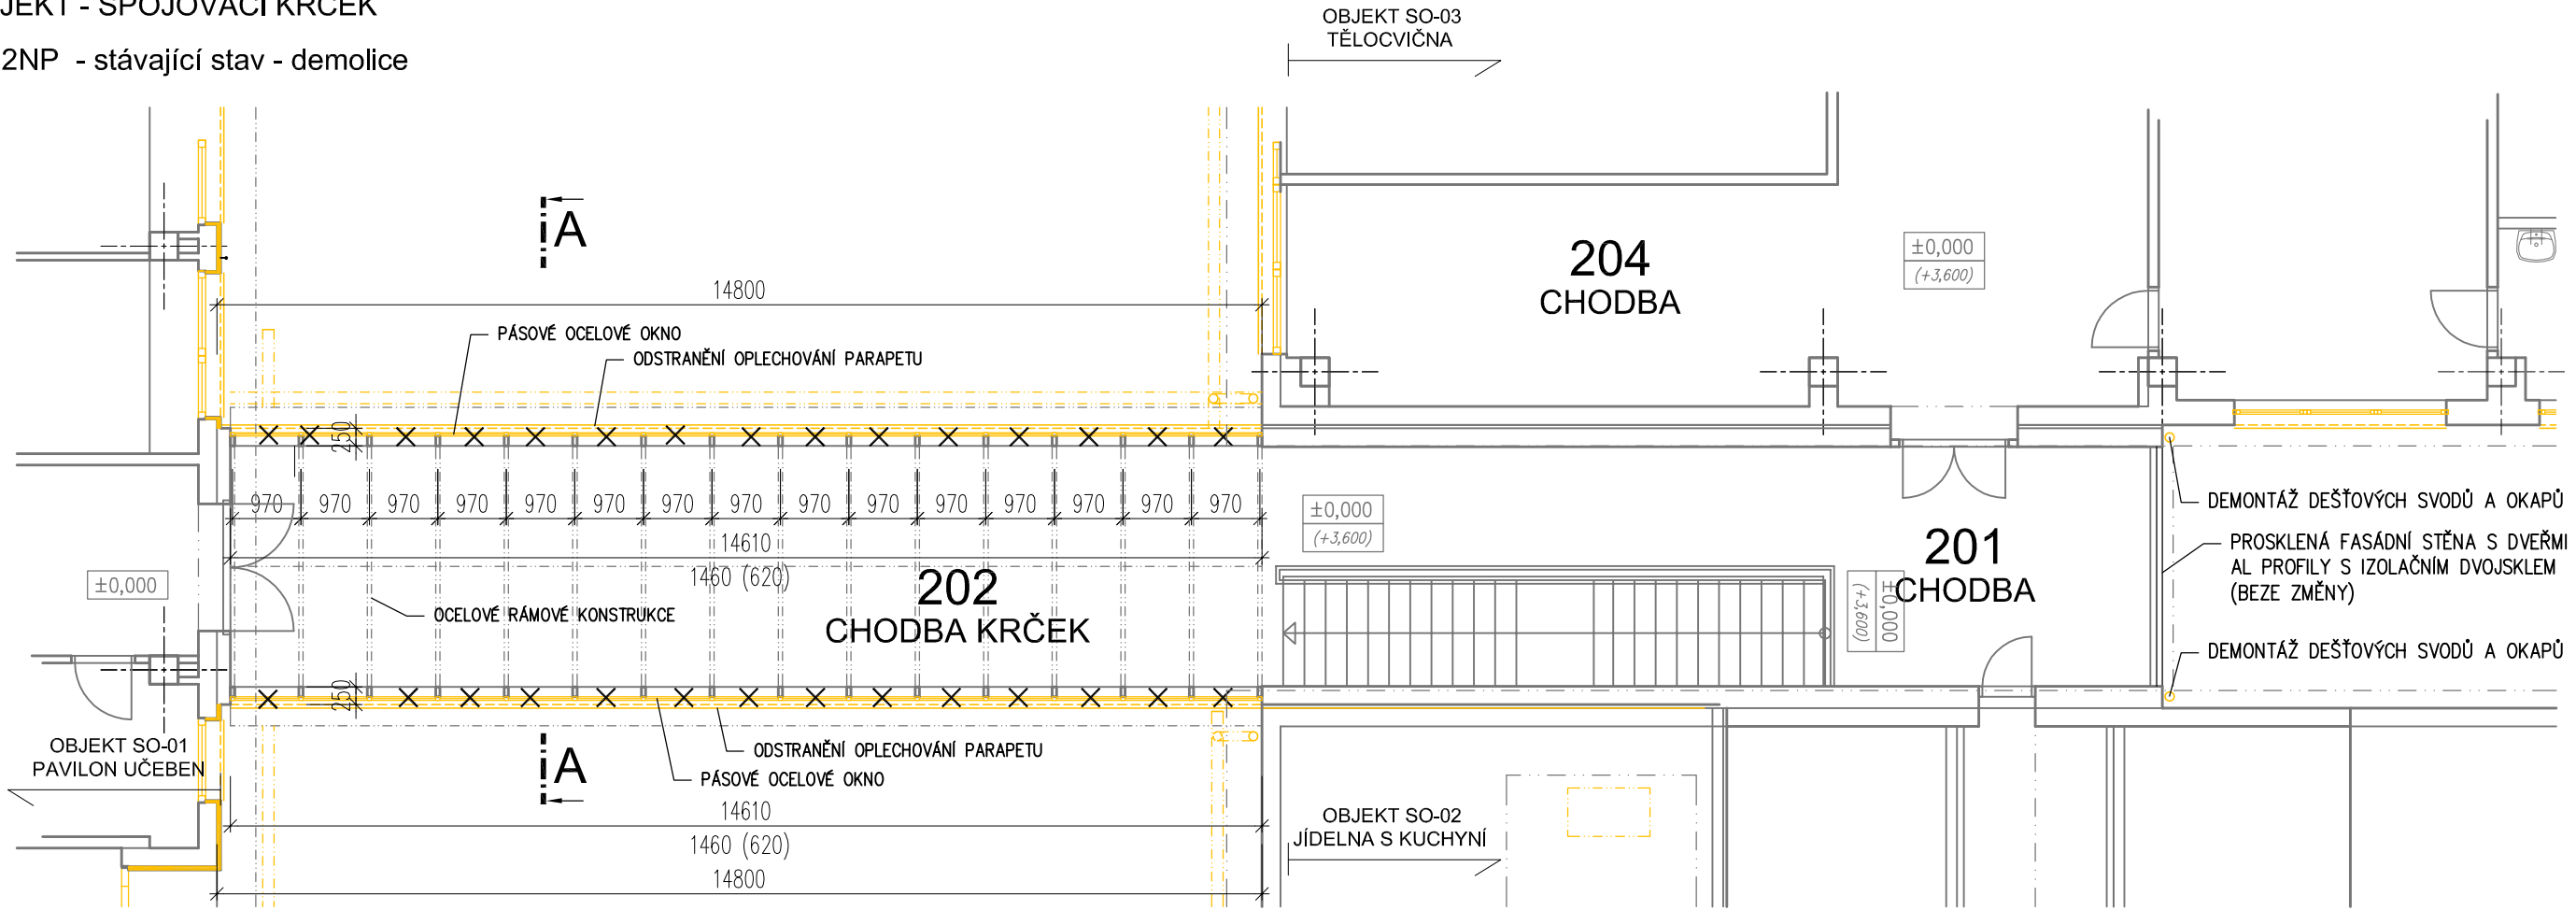 JEKT - SPOJOVACÍ KRČEK
2NP - stávající stav - demolice
OBJEKT SO-03
TĚLOCVIČNA
A
14800
PÁSOVÉ OCELOVÉ OKNO
ODSTRANĚNÍ OPLECHOVÁNÍ PARAPETU
204
CHODBA
±0,000
(+3,600)
250
970 970 970 970 970 970 970 970 970 970 970 970 970 970 970
14610
1460 (620)
±0,000
(+3,600)
±0,000
202
CHODBA KRČEK
OCELOVÉ RÁMOVÉ KONSTRUKCE
201
CHODBA
±0,000
(+3,600)
DEMONTÁŽ DEŠŤOVÝCH SVODŮ A OKAPŮ
PROSKLENÁ FASÁDNÍ STĚNA S DVEŘMI
AL PROFILY S IZOLAČNÍM DVOJSKLEM
(BEZE ZMĚNY)
DEMONTÁŽ DEŠŤOVÝCH SVODŮ A OKAPŮ
250
OBJEKT SO-01
PAVILON UČEBEN
A
ODSTRANĚNÍ OPLECHOVÁNÍ PARAPETU
PÁSOVÉ OCELOVÉ OKNO
14610
1460 (620)
14800
OBJEKT SO-02
JÍDELNA S KUCHYNÍ